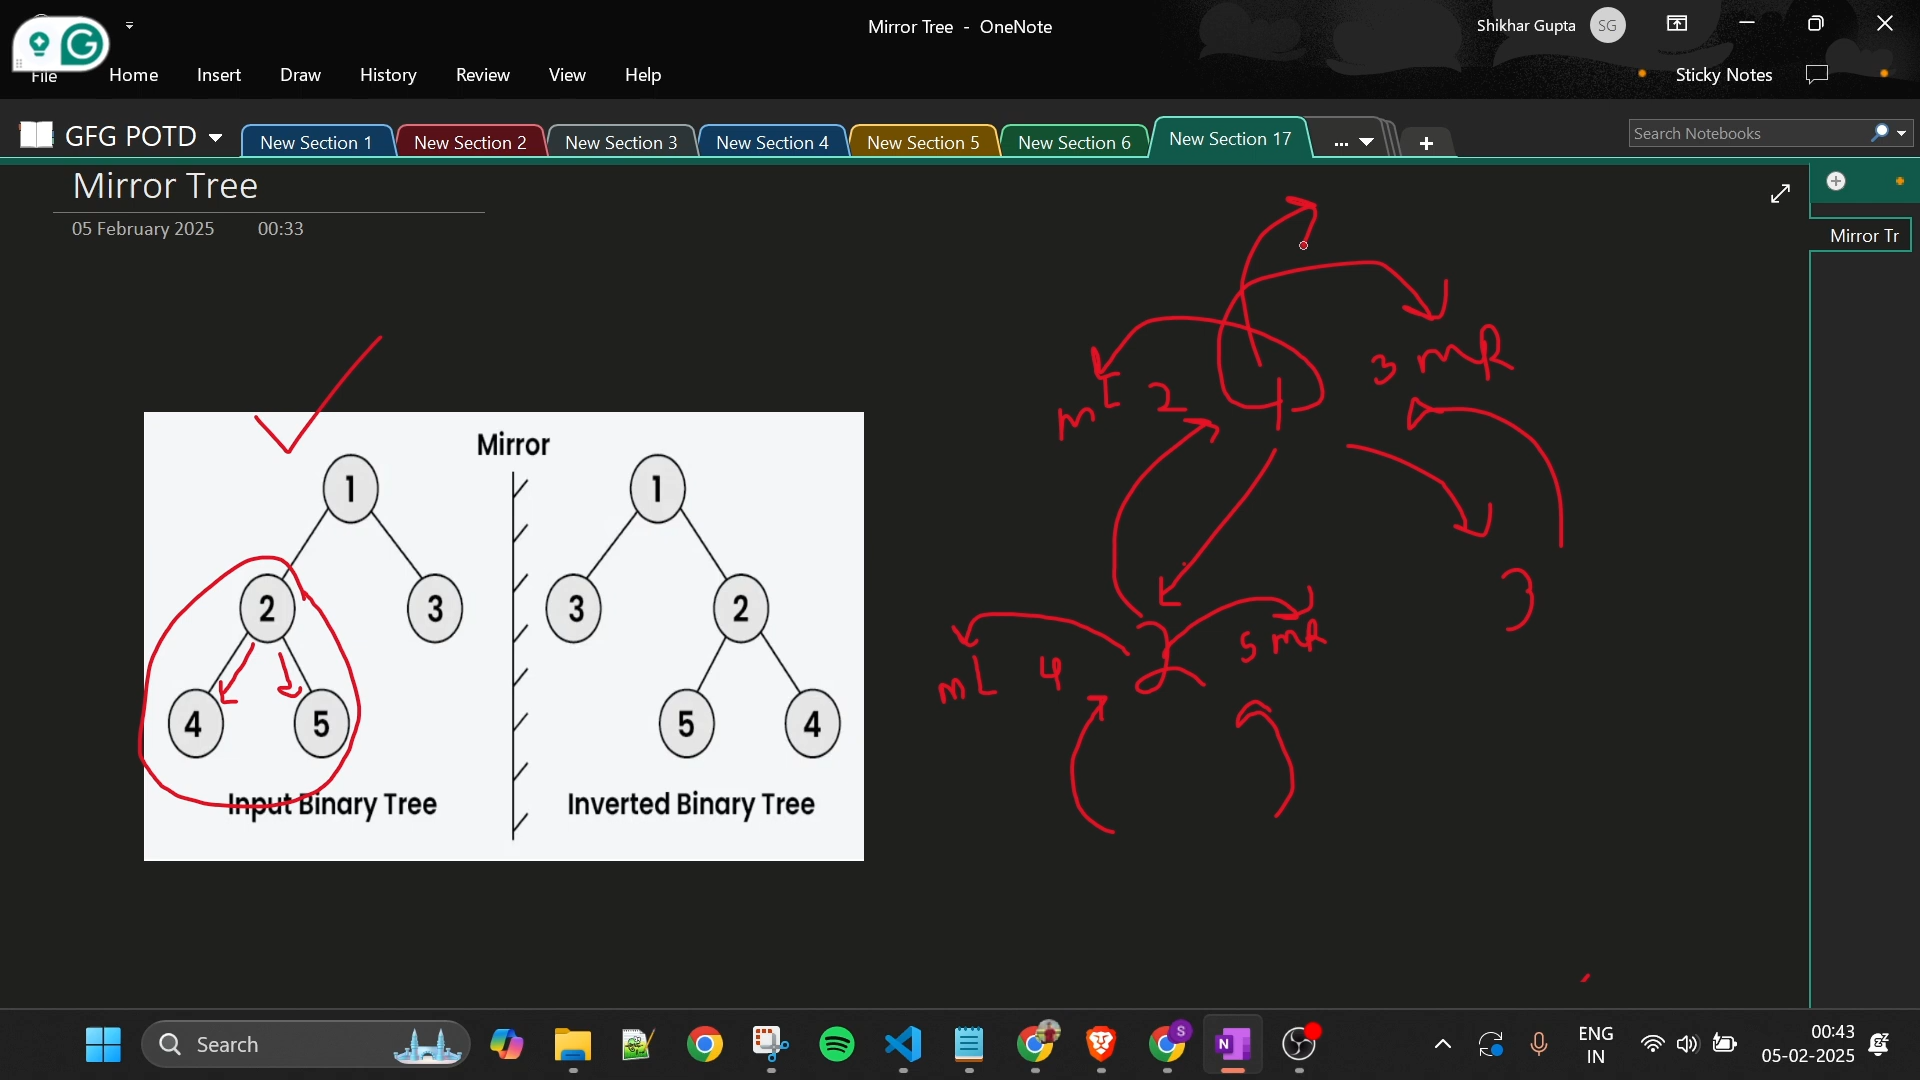 Mirror Tree - OneNote
Shikhar Gupta SG
File Home Insert Draw History Review View Help
Sticky Notes
GFG POTD
New Section 1 New Section 2 New Section 3 New Section 4 New Section 5 New Section 6 New Section 17 ...
Search Notebooks
Mirror Tree
05 February 2025 00:33
Mirror Tr
3 mR
mL 2 1
Mirror
1 1
2 3 3 2
4 5 5 4
Input Binary Tree Inverted Binary Tree
3
mL 4 2 5 mR
Search
S
N
ENG
IN
00:43
05-02-2025